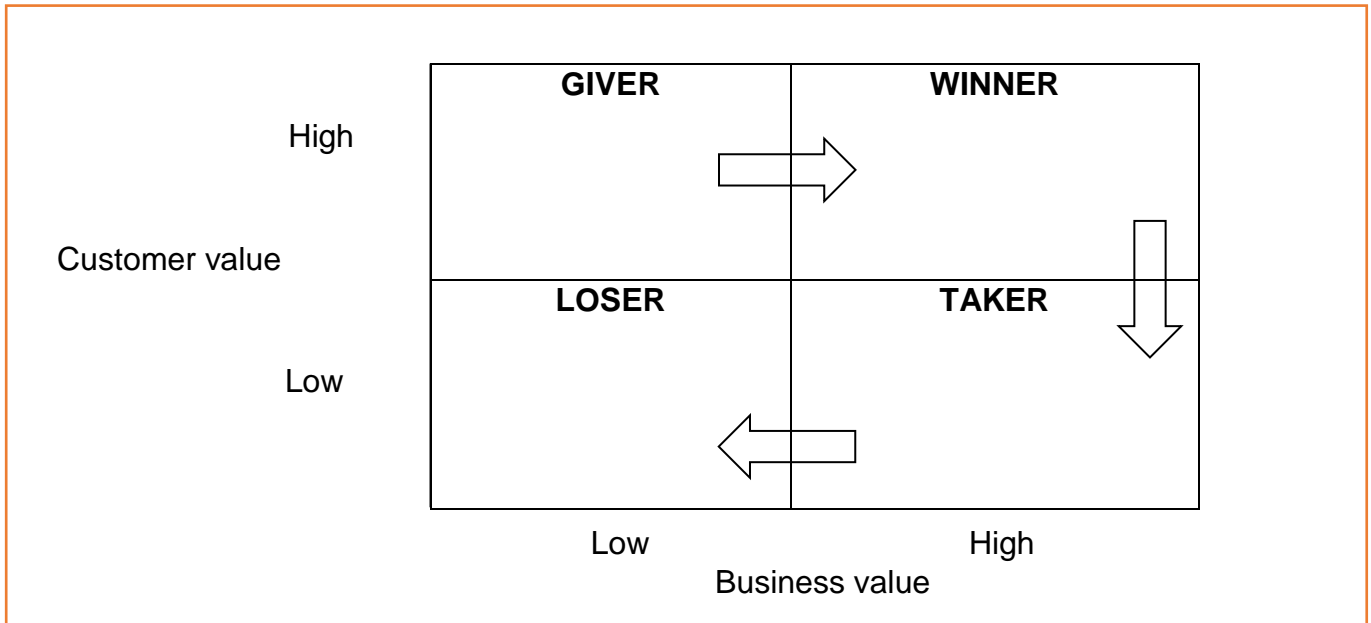 GIVER WINNER
High
Customer value
LOSER TAKER
Low
Low High
Business value